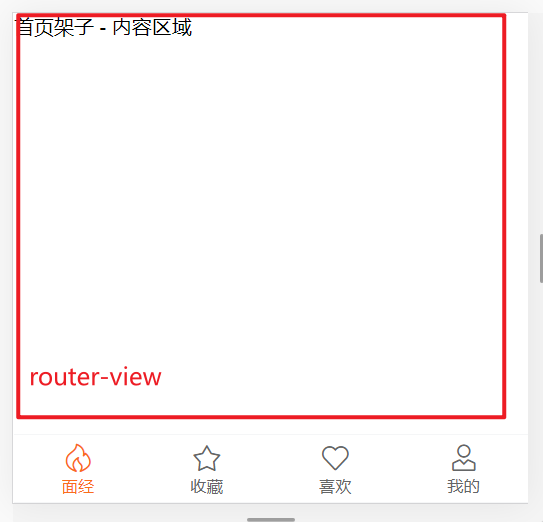 首页架子 - 内容区域
router-view
面经 收藏 喜欢 我的